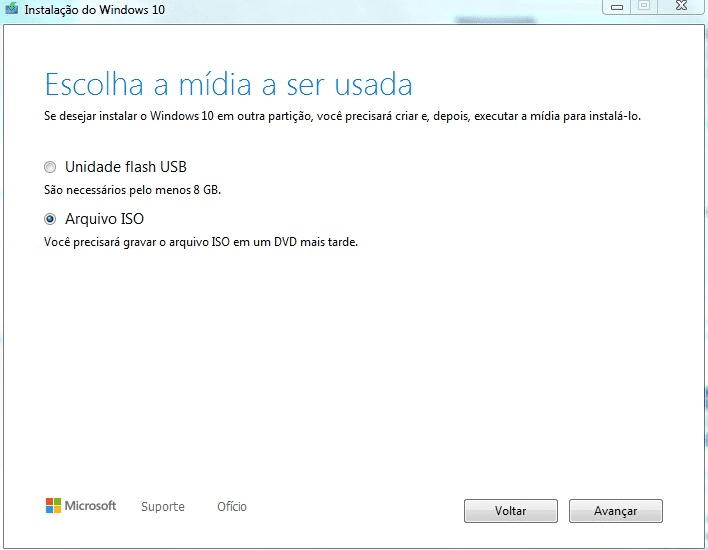 Instalação do Windows 10
Escolha a mídia a ser usada
Se desejar instalar o Windows 10 em outra partição, você precisará criar e, depois, executar a mídia para instalá-lo.
Unidade flash USB
São necessários pelo menos 8 GB.
Arquivo ISO
Você precisará gravar o arquivo ISO em um DVD mais tarde.
Microsoft Suporte Ofício Voltar Avançar